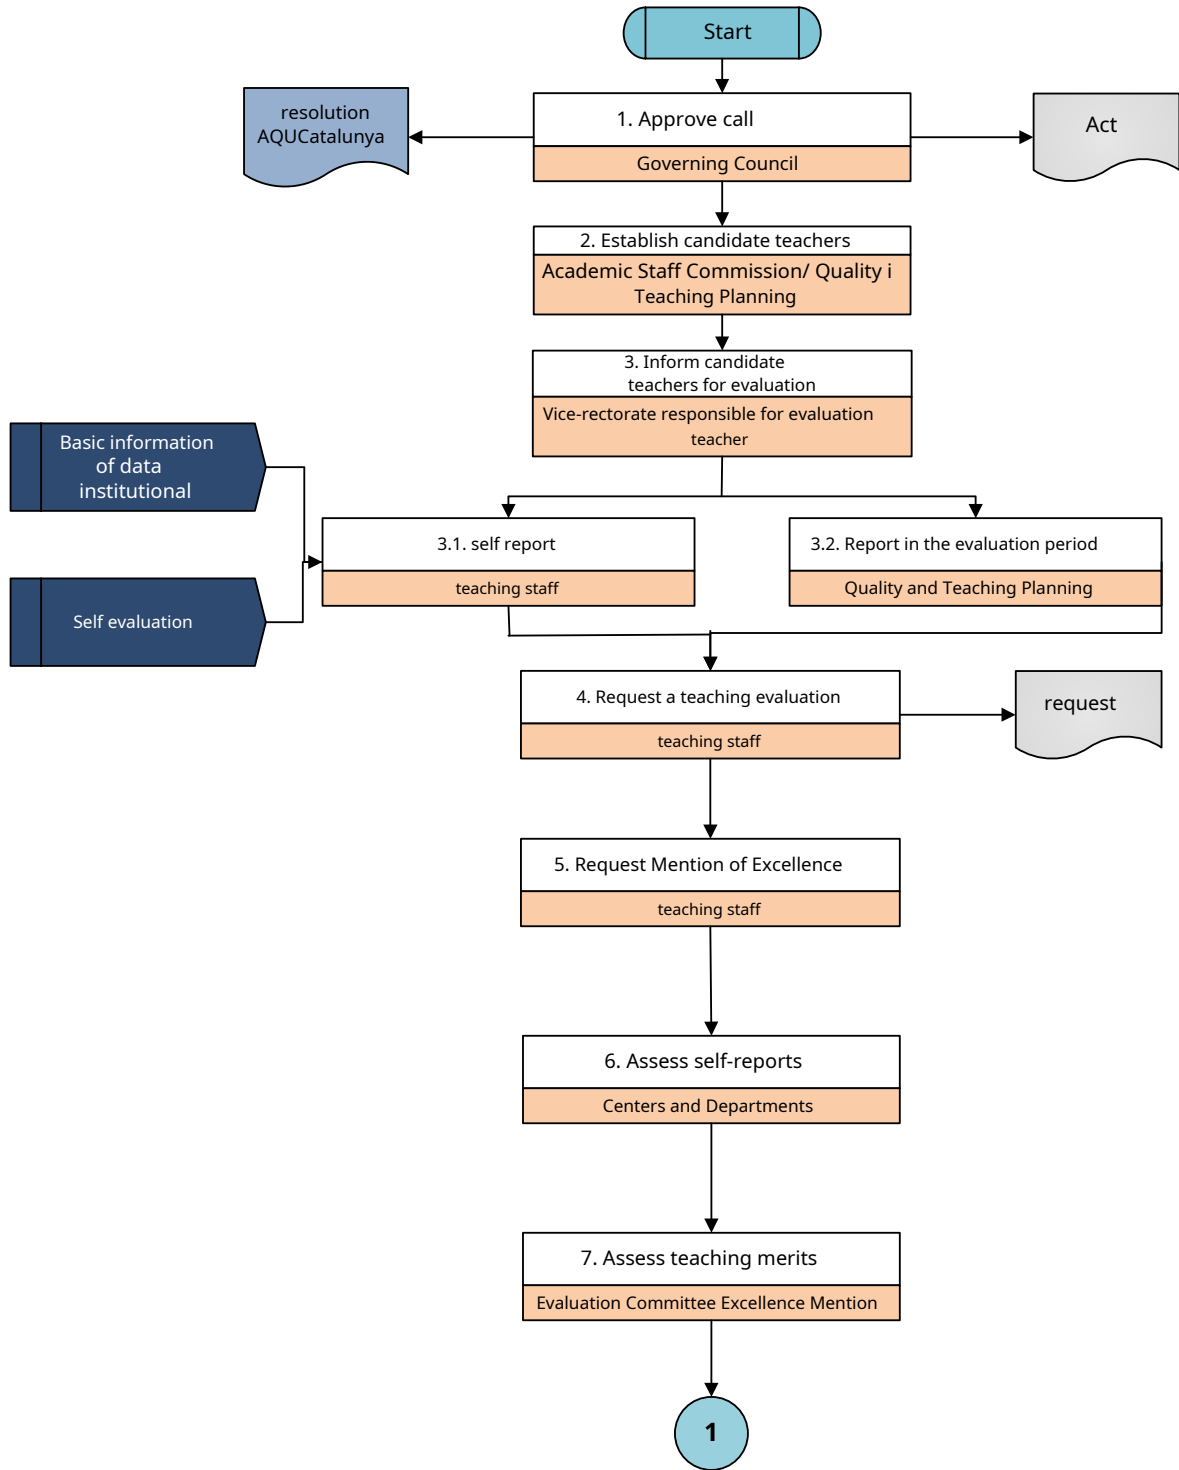 Start
resolution
AQUCatalunya
1. Approve call
Governing Council
Act
2. Establish candidate teachers
Academic Staff Commission/ Quality i
Teaching Planning
3. Inform candidate
teachers for evaluation
Vice-rectorate responsible for evaluation
teacher
Basic information
of data
institutional
3.1. self report
teaching staff
3.2. Report in the evaluation period
Quality and Teaching Planning
Self evaluation
4. Request a teaching evaluation
teaching staff
request
5. Request Mention of Excellence
teaching staff
6. Assess self-reports
Centers and Departments
7. Assess teaching merits
Evaluation Committee Excellence Mention
1